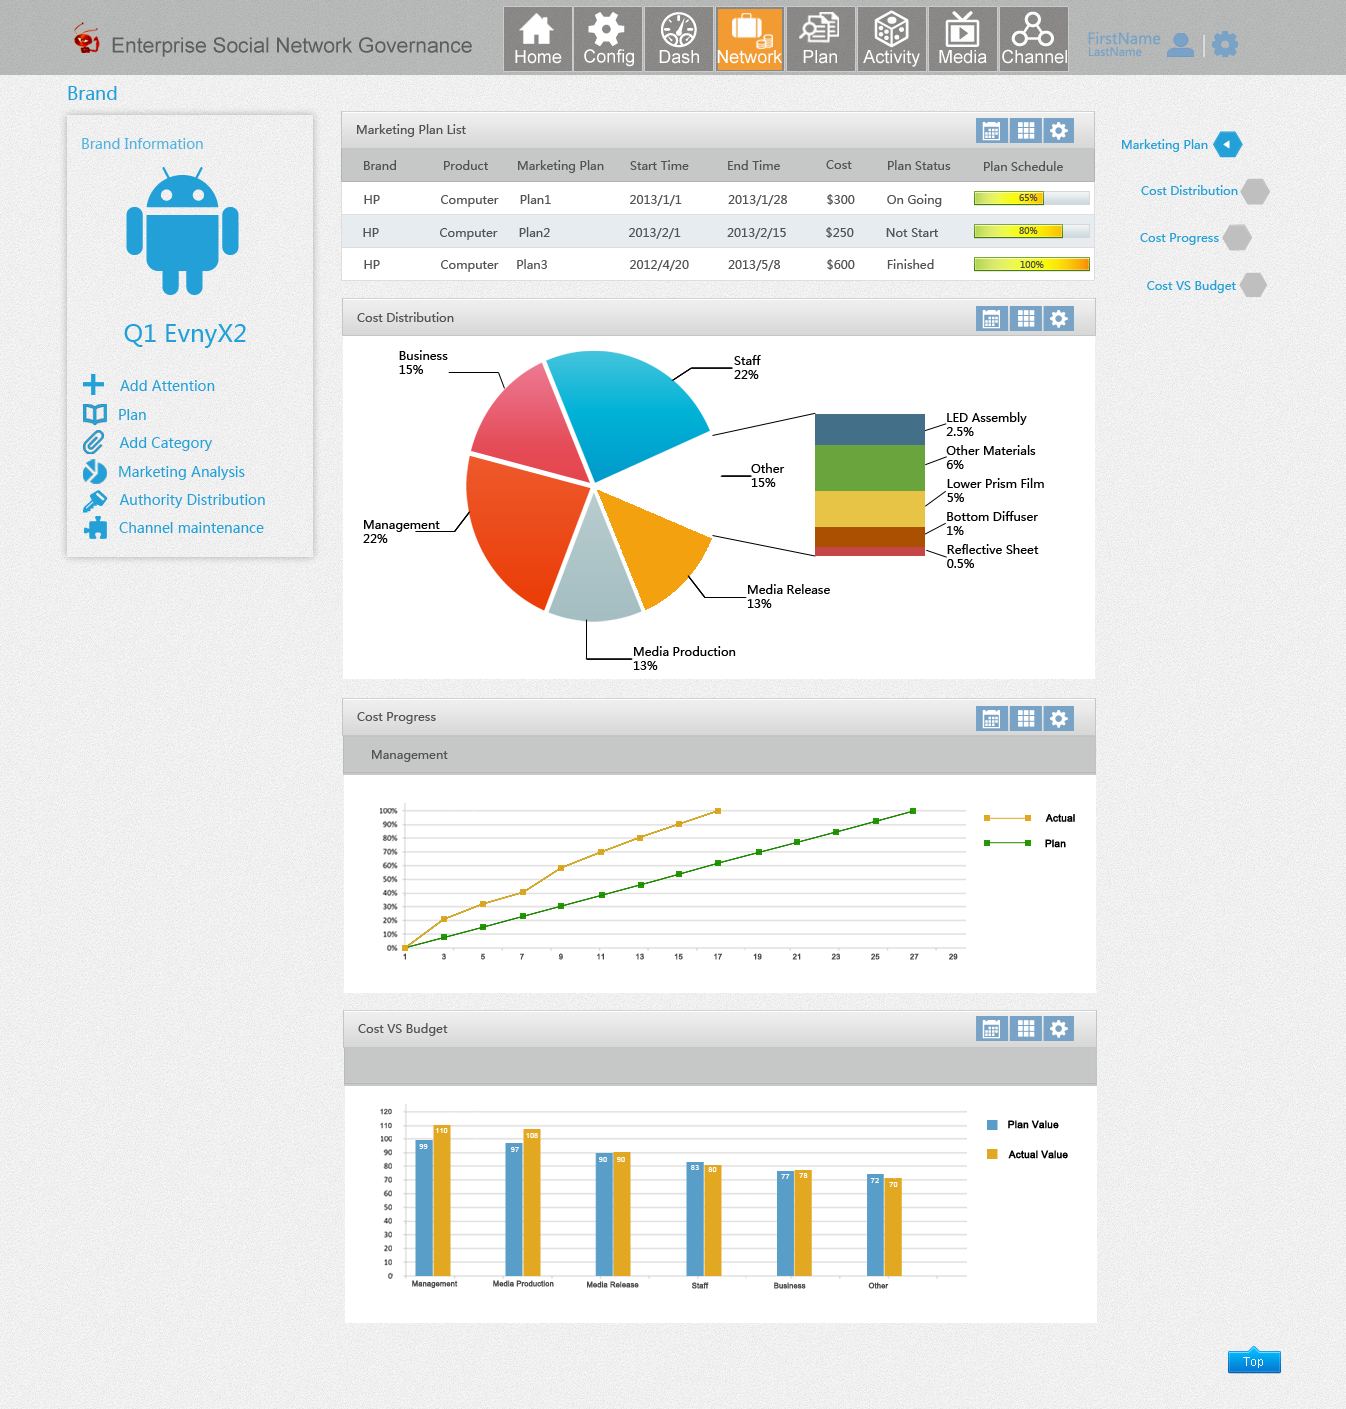 Enterprise Social Network Governance
Home
Config
Dash
Network
Plan
Activity
Media
Channel
FirstName
LastName
Brand
Brand Information
Q1 EvnyX2
Add Attention
Plan
Add Category
Marketing Analysis
Authority Distribution
Channel maintenance
Marketing Plan List
Brand Product Marketing Plan Start Time End Time Cost Plan Status Plan Schedule
HP Computer Plan1 2013/1/1 2013/1/28 $300 On Going 65%
HP Computer Plan2 2013/2/1 2013/2/15 $250 Not Start 80%
HP Computer Plan3 2012/4/20 2013/5/8 $600 Finished 100%
Marketing Plan
Cost Distribution
Cost Progress
Cost VS Budget
Cost Distribution
Business
15%
Staff
22%
Other
15%
Management
22%
Media Release
13%
Media Production
13%
LED Assembly
2.5%
Other Materials
6%
Lower Prism Film
5%
Bottom Diffuser
1%
Reflective Sheet
0.5%
Cost Progress
Management
100%
90%
80%
70%
60%
50%
40%
30%
20%
10%
0%
1 3 5 7 9 11 13 15 17 19 21 23 25 27 29
Actual
Plan
Cost VS Budget
120
110
100
90
80
70
60
50
40
30
20
10
0
99 110 97 108 90 90 83 80 77 78 72 70
Management Media Production Media Release Staff Business Other
Plan Value
Actual Value
Top